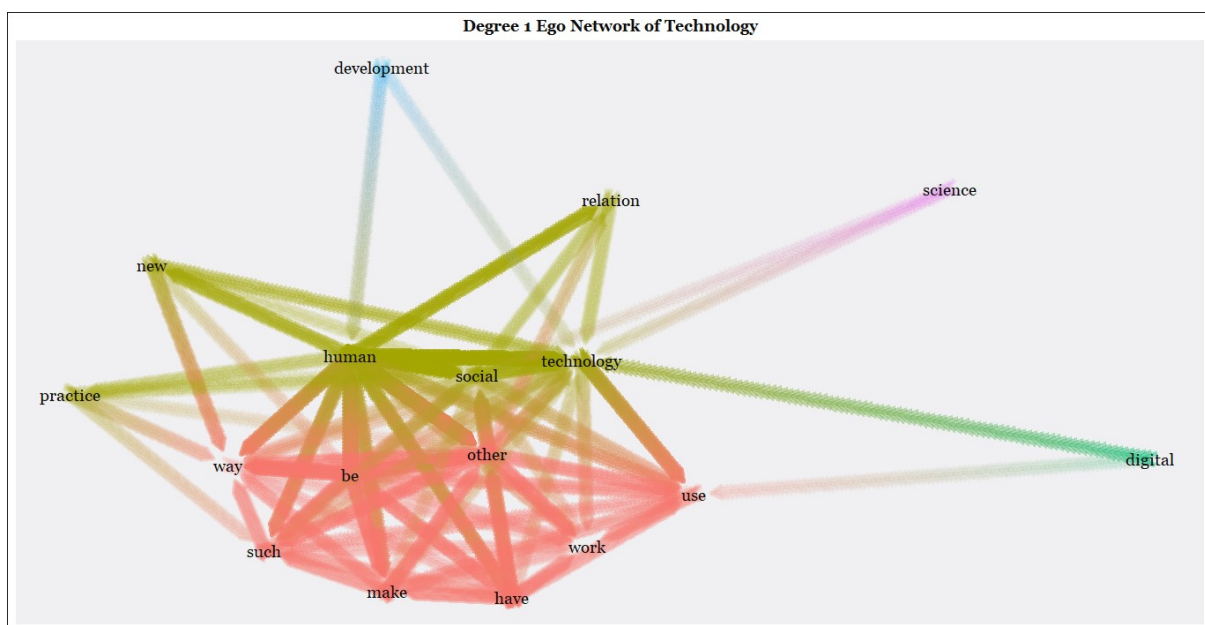 Degree 1 Ego Network of Technology
development
science
relation
new
human
technology
social
practice
other
digital
way
be
use
work
such
make
have